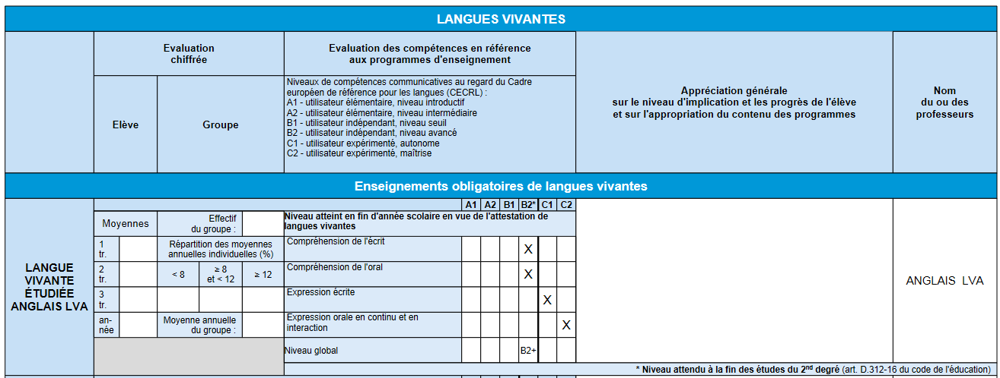 LANGUES VIVANTES
Evaluation
chiffrée
Evaluation des compétences en référence
aux programmes d'enseignement
Elève
Groupe
Niveaux de compétences communicatives au regard du Cadre
européen de référence pour les langues (CECRL) :
A1 - utilisateur élémentaire, niveau introductif
A2 - utilisateur élémentaire, niveau intermédiaire
B1 - utilisateur indépendant, niveau seuil
B2 - utilisateur indépendant, niveau avancé
C1 - utilisateur expérimenté, autonome
C2 - utilisateur expérimenté, maîtrise
Appréciation générale
sur le niveau d'implication et les progrès de l'élève
et sur l'appropriation du contenu des programmes
Nom
du ou des
professeurs
Enseignements obligatoires de langues vivantes
LANGUE
VIVANTE
ÉTUDIÉE
ANGLAIS LVA
A1 A2 B1 B2* C1 C2
Moyennes
Effectif
du groupe :
Niveau atteint en fin d'année scolaire en vue de l'attestation de
langues vivantes
1
tr.
Répartition des moyennes
annuelles individuelles (%)
Compréhension de l'écrit
X
2
tr.
< 8
≥ 8
et < 12
≥ 12
Compréhension de l'oral
X
3
tr.
Expression écrite
X
an-
née
Moyenne annuelle
du groupe :
Expression orale en continu et en
interaction
X
Niveau global
B2+
ANGLAIS LVA
* Niveau attendu à la fin des études du 2nd degré (art. D.312-16 du code de l'éducation)